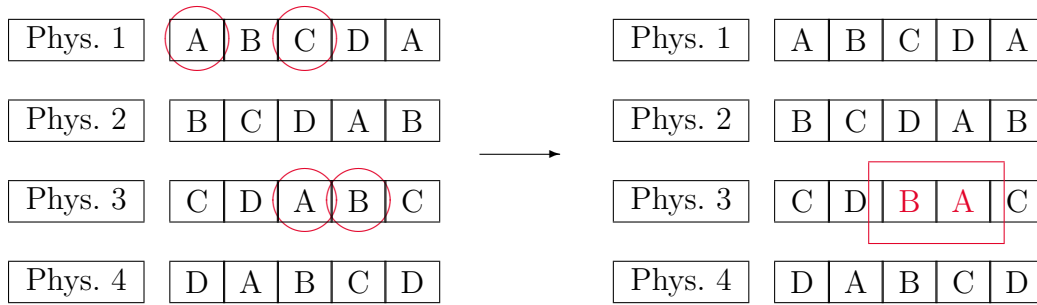 Phys. 1 A B C D A Phys. 1 A B C D A
Phys. 2 B C D A B Phys. 2 B C D A B
Phys. 3 C D A B C Phys. 3 C D B A C
Phys. 4 D A B C D Phys. 4 D A B C D